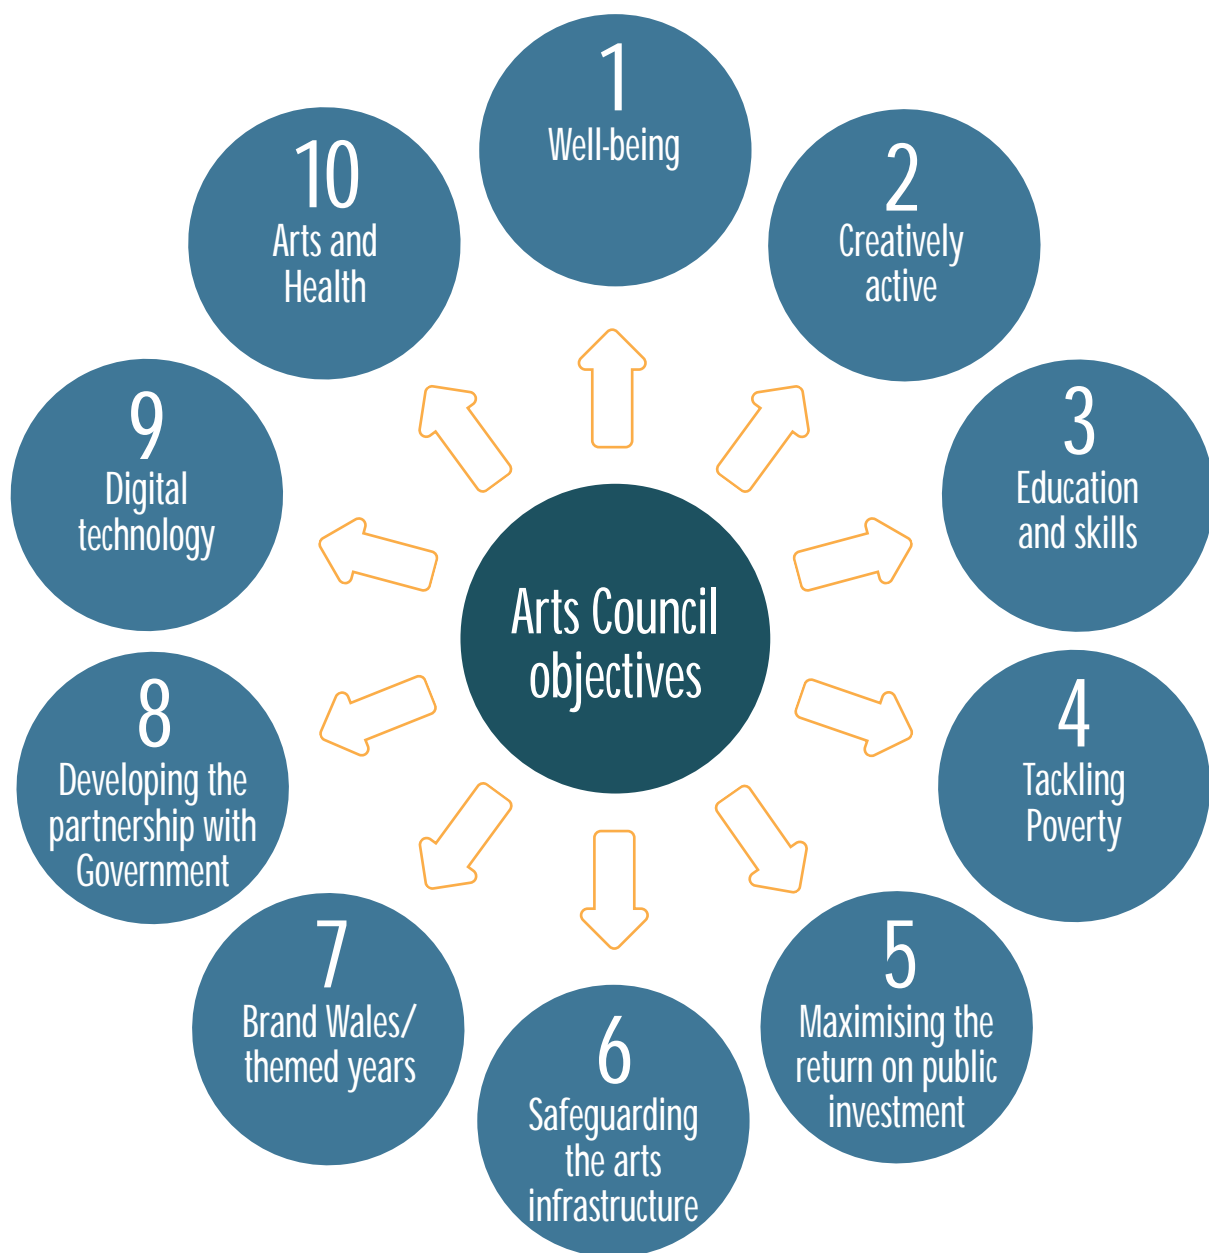 1
Well-being
2
Creatively
active
3
Education
and skills
4
Tackling
Poverty
5
Maximising the
return on public
investment
6
Safeguarding
the arts
infrastructure
7
Brand Wales/
themed years
8
Developing the
partnership with
Government
9
Digital
technology
10
Arts and
Health
Arts Council
objectives